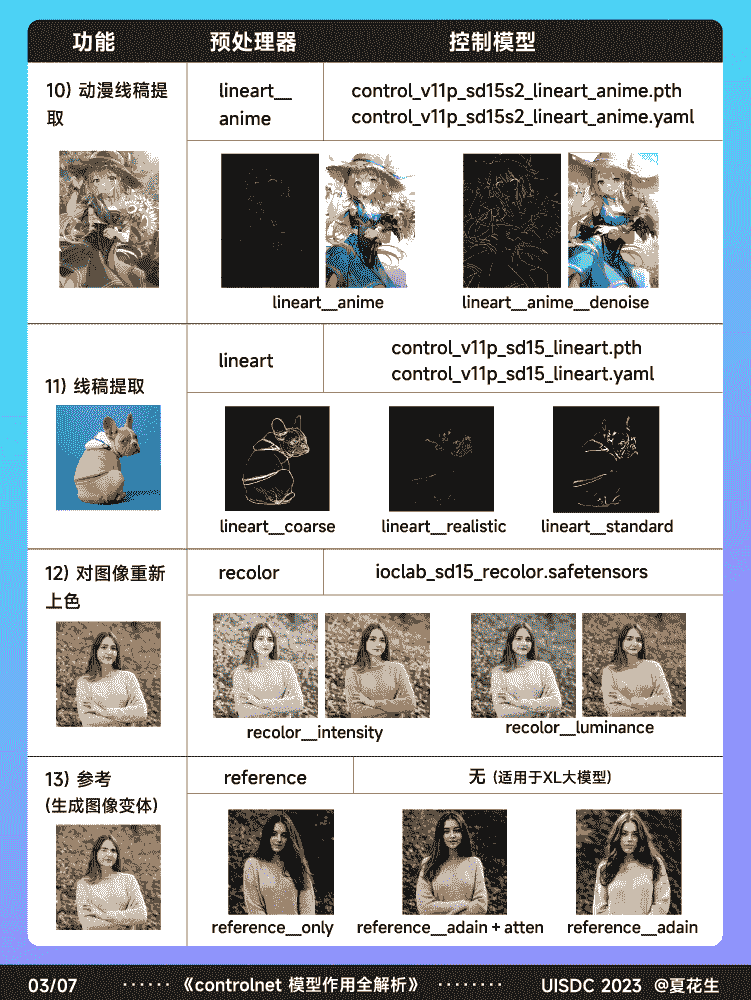 功能 预处理器 控制模型
10) 动漫线稿提
取
lineart__
anime
control_v11p_sd15s2_lineart_anime.pth
control_v11p_sd15s2_lineart_anime.yaml
lineart__anime lineart__anime__denoise
11) 线稿提取
lineart
control_v11p_sd15_lineart.pth
control_v11p_sd15_lineart.yaml
lineart__coarse lineart__realistic lineart__standard
12) 对图像重新
上色
recolor
ioclab_sd15_recolor.safetensors
recolor__intensity recolor__luminance
13) 参考
(生成图像变体)
reference
无 (适用于XL大模型)
reference__only reference__adain + atten reference__adain
03/07 ······ 《controlnet 模型作用全解析》 ········ UISDC 2023 @夏花生